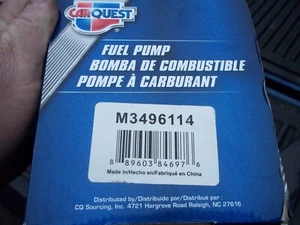 CARQUEST
FUEL PUMP
BOMBA DE COMBUSTIBLE
POMPE À CARBURANT
M3496114
8 89603 84697 6
Made in/Hecho en/Fabriqué en China
Distributed by/Distribuido por/Distribué par :
CQ Sourcing, Inc. 4721 Hargrove Road Raleigh, NC 27616